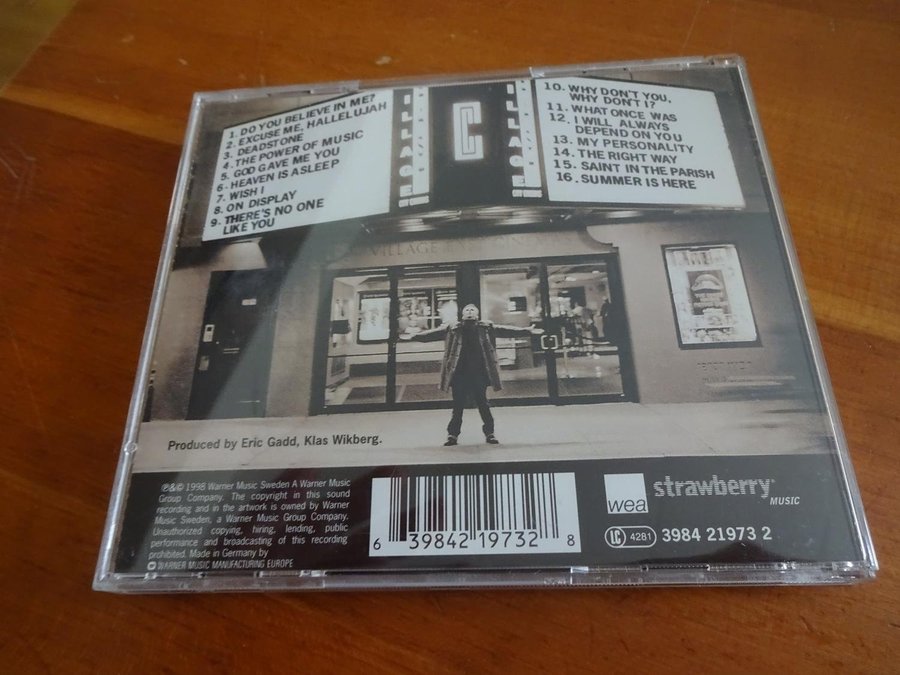 1. DO YOU BELIEVE IN ME?
2. EXCUSE ME, HALLELUJAH
3. DEADSTONE
4. THE POWER OF MUSIC
5. GOD GAVE ME YOU
6. HEAVEN IS ASLEEP
7. WISH I
8. ON DISPLAY
9. THERE'S NO ONE
LIKE YOU
ILLAGE
C
ILLAGE
10. WHY DON'T YOU,
WHY DON'T I?
11. WHAT ONCE WAS
12. I WILL ALWAYS
DEPEND ON YOU
13. MY PERSONALITY
14. THE RIGHT WAY
15. SAINT IN THE PARISH
16. SUMMER IS HERE
VILLAGE EAST CINEMAS
Produced by Eric Gadd, Klas Wikberg.
℗&© 1998 Warner Music Sweden A Warner Music
Group Company. The copyright in this sound
recording and in the artwork is owned by Warner
Music Sweden, a Warner Music Group Company.
Unauthorized copying, hiring, lending, public
performance and broadcasting of this recording
prohibited. Made in Germany by
WARNER MUSIC MANUFACTURING EUROPE
6 39842 19732 8
wea
strawberry
MUSIC
LC 4281 3984 21973 2